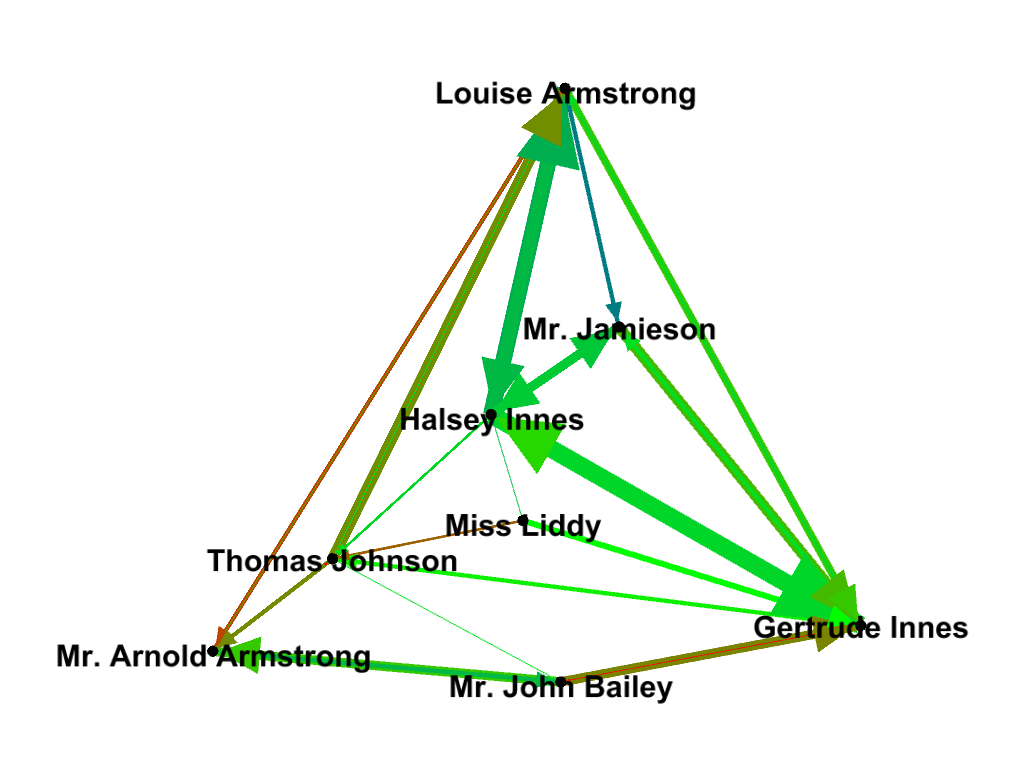 Louise Armstrong
Mr. Jamieson
Halsey Innes
Miss Liddy
Thomas Johnson
Gertrude Innes
Mr. Arnold Armstrong
Mr. John Bailey